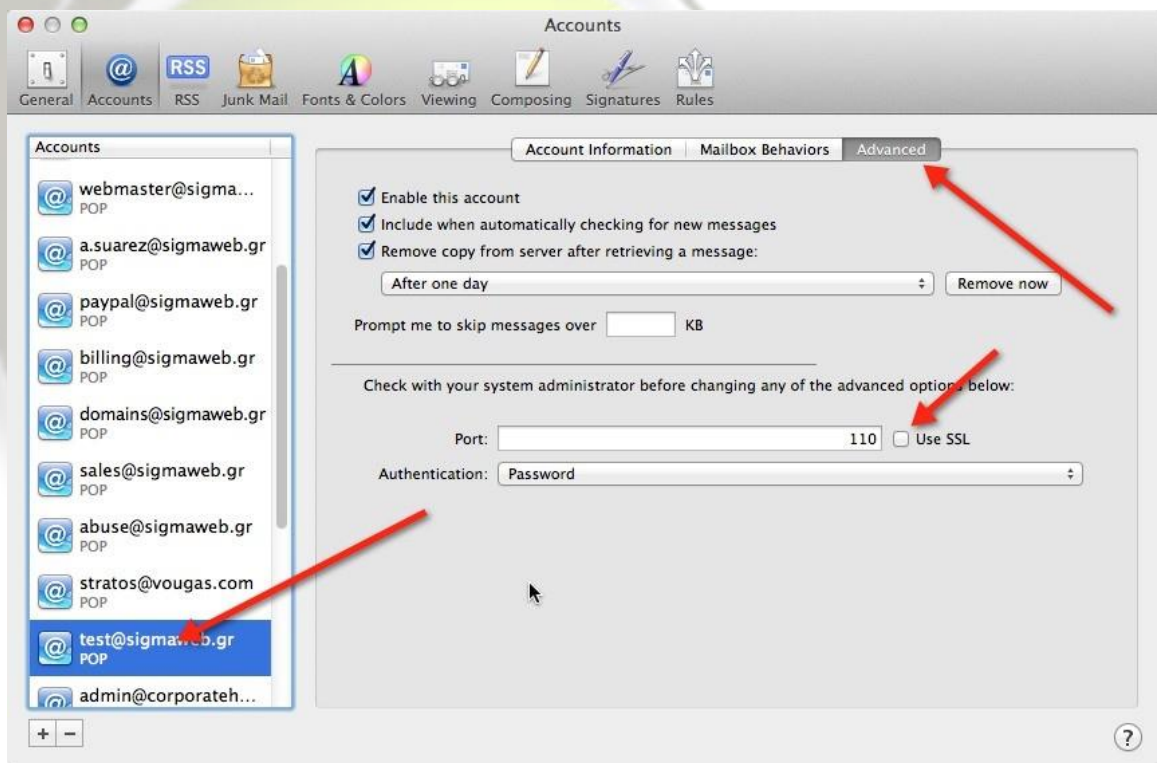 Accounts
RSS
General Accounts RSS Junk Mail Fonts & Colors Viewing Composing Signatures Rules
Accounts
webmaster@sigma...
POP
a.suarez@sigmaweb.gr
POP
paypal@sigmaweb.gr
POP
billing@sigmaweb.gr
POP
domains@sigmaweb.gr
POP
sales@sigmaweb.gr
POP
abuse@sigmaweb.gr
POP
stratos@vougas.com
POP
test@sigmaweb.gr
POP
admin@corporateh...
Account Information Mailbox Behaviors Advanced
Enable this account
Include when automatically checking for new messages
Remove copy from server after retrieving a message:
After one day Remove now
Prompt me to skip messages over KB
Check with your system administrator before changing any of the advanced options below:
Port: 110 Use SSL
Authentication: Password
+ − ?